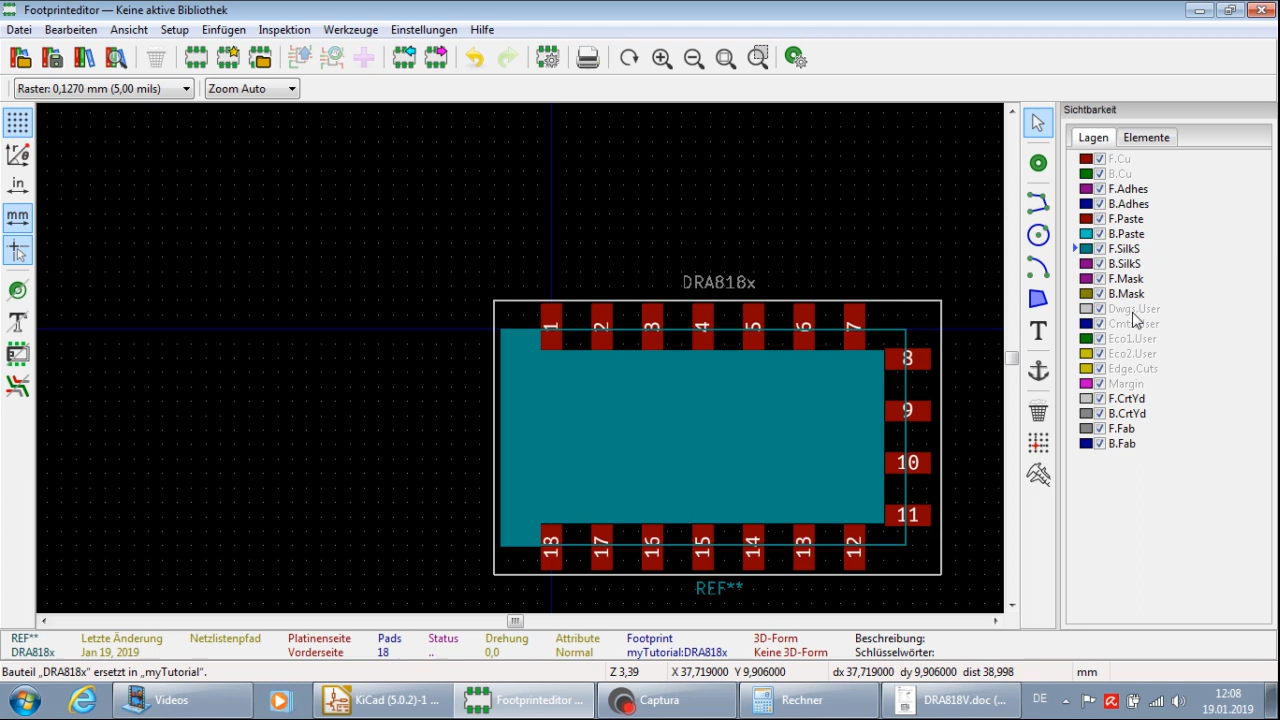 Footprinteditor — Keine aktive Bibliothek
Datei Bearbeiten Ansicht Setup Einfügen Inspektion Werkzeuge Einstellungen Hilfe
Raster: 0,1270 mm (5,00 mils) Zoom Auto
Sichtbarkeit
Lagen Elemente
F.Cu
B.Cu
F.Adhes
B.Adhes
F.Paste
B.Paste
F.SilkS
B.SilkS
F.Mask
B.Mask
Dwgs.User
Cmts.User
Eco1.User
Eco2.User
Edge.Cuts
Margin
F.CrtYd
B.CrtYd
F.Fab
B.Fab
in
mm
DRA818x
1 2 3 4 5 6 7
8
9
10
11
18 17 16 15 14 13 12
REF**
REF** Letzte Änderung Netzlistenpfad Platinenseite Pads Status Drehung Attribute Footprint 3D-Form Beschreibung:
DRA818x Jan 19, 2019 Vorderseite 18 .. 0,0 Normal myTutorial:DRA818x Keine 3D-Form Schlüsselwörter:
Bauteil „DRA818x“ ersetzt in „myTutorial“. Z 3,39 X 37,719000 Y 9,906000 dx 37,719000 dy 9,906000 dist 38,998 mm
Videos KiCad (5.0.2)-1 ... Footprinteditor ... Captura Rechner DRA818V.doc (... DE 12:08
19.01.2019